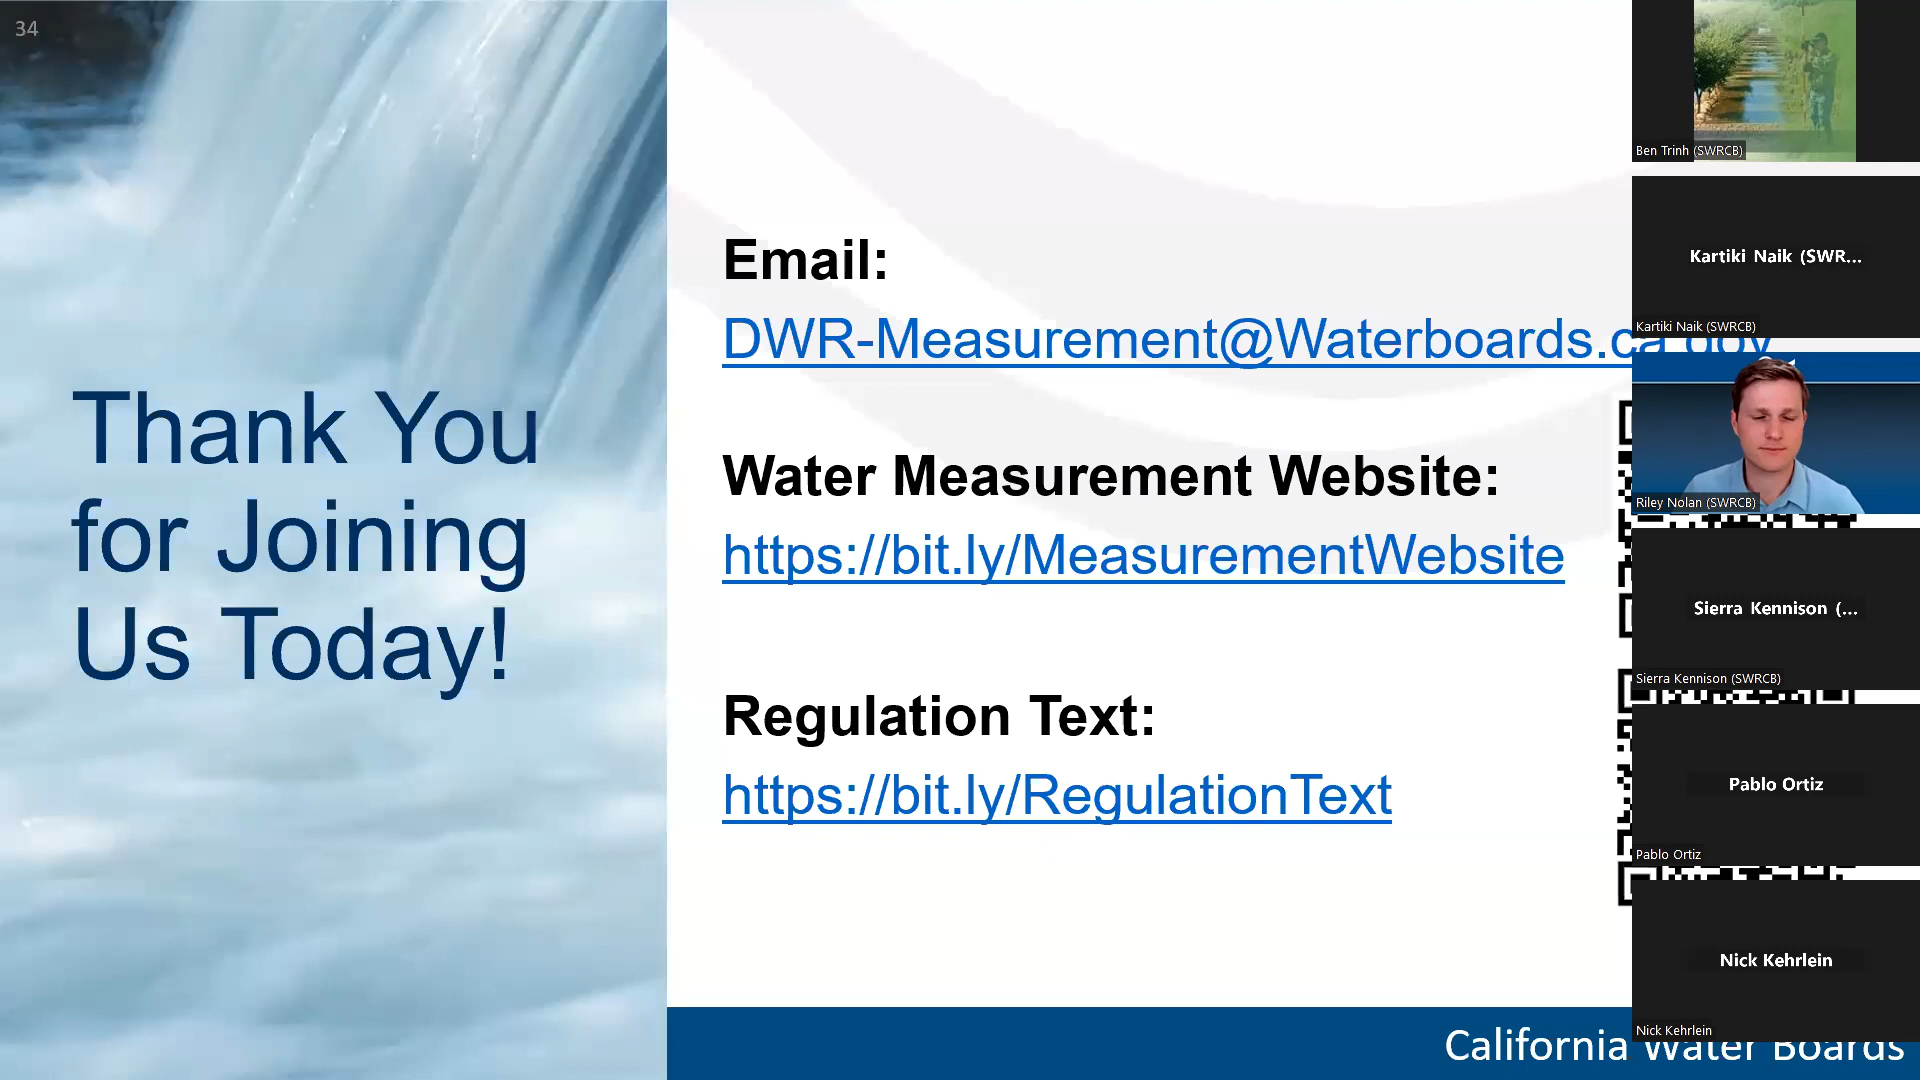 34
Thank You
for Joining
Us Today!
Email:
DWR-Measurement@Waterboards.ca.gov
Water Measurement Website:
https://bit.ly/MeasurementWebsite
Regulation Text:
https://bit.ly/RegulationText
California Water Boards
Ben Trinh (SWRCB)
Kartiki Naik (SWR...
Kartiki Naik (SWRCB)
Riley Nolan (SWRCB)
Sierra Kennison (...
Sierra Kennison (SWRCB)
Pablo Ortiz
Pablo Ortiz
Nick Kehrlein
Nick Kehrlein